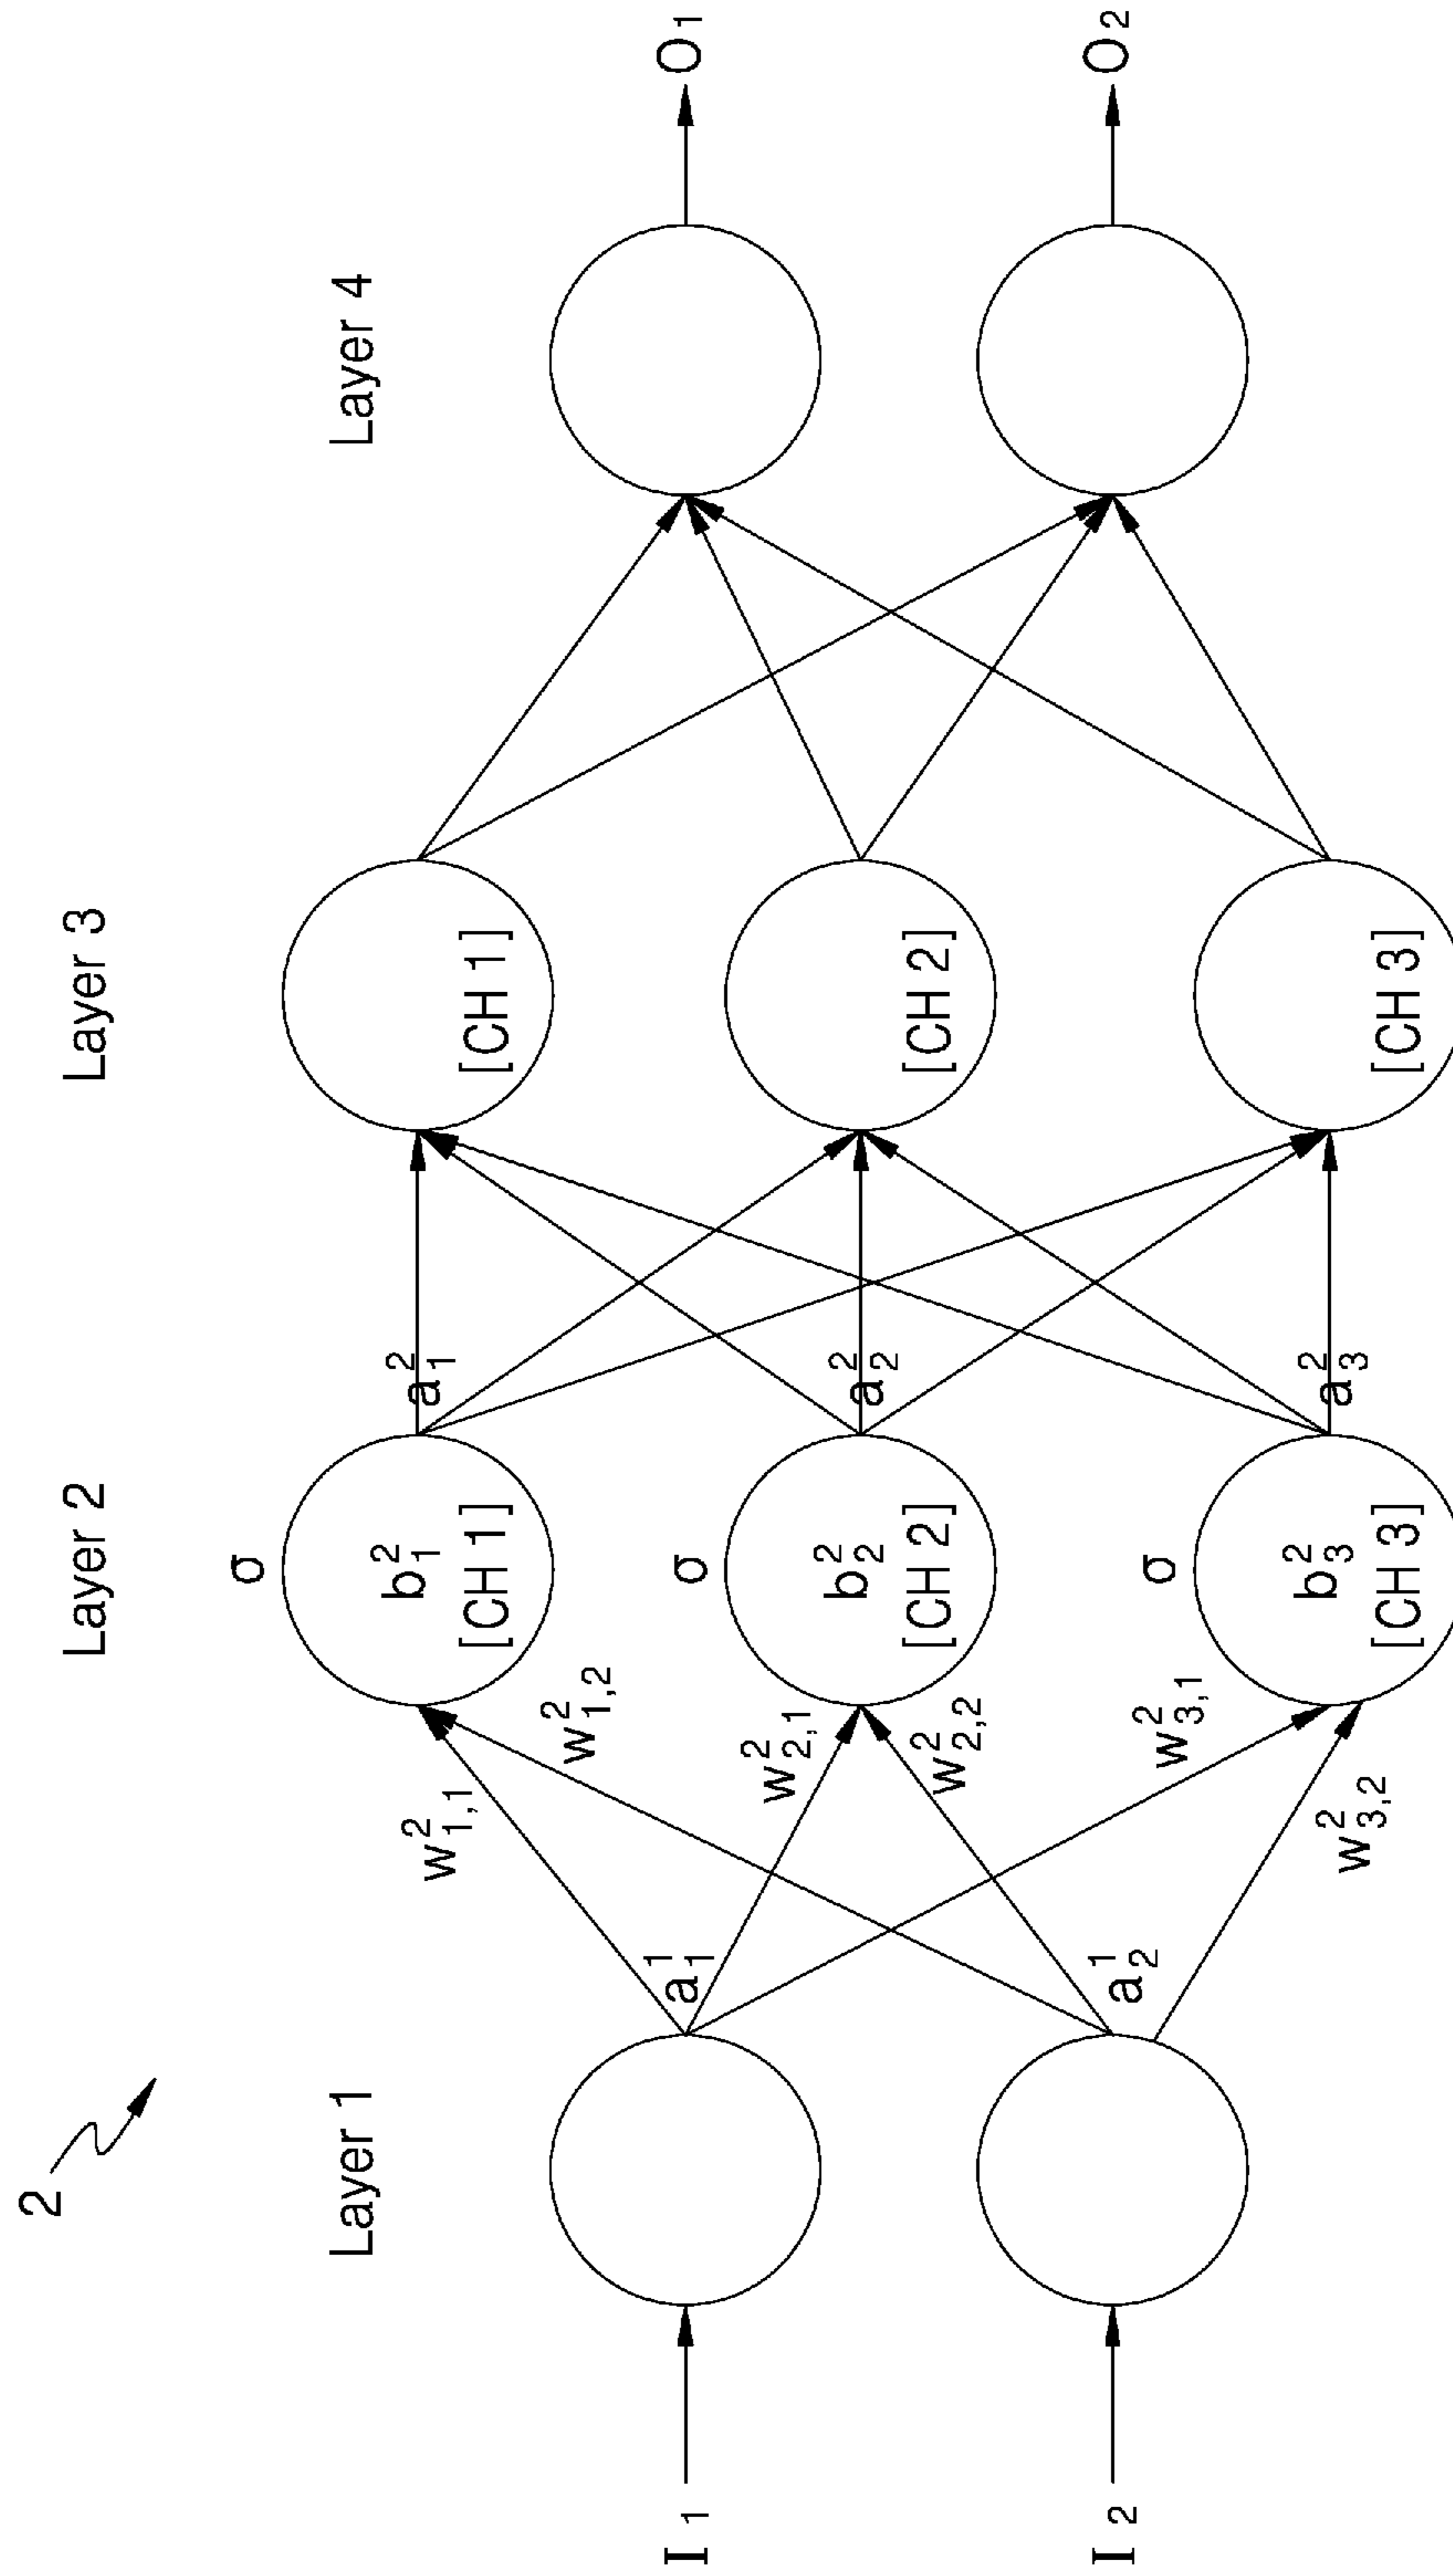 2
Layer 1
Layer 2
Layer 3
Layer 4
I₁
I₂
a¹₁
a¹₂
w²₁,₁
w²₁,₂
w²₂,₁
w²₂,₂
w²₃,₁
w²₃,₂
σ
b²₁
[CH 1]
σ
b²₂
[CH 2]
σ
b²₃
[CH 3]
a²₁
a²₂
a²₃
[CH 1]
[CH 2]
[CH 3]
O₁
O₂